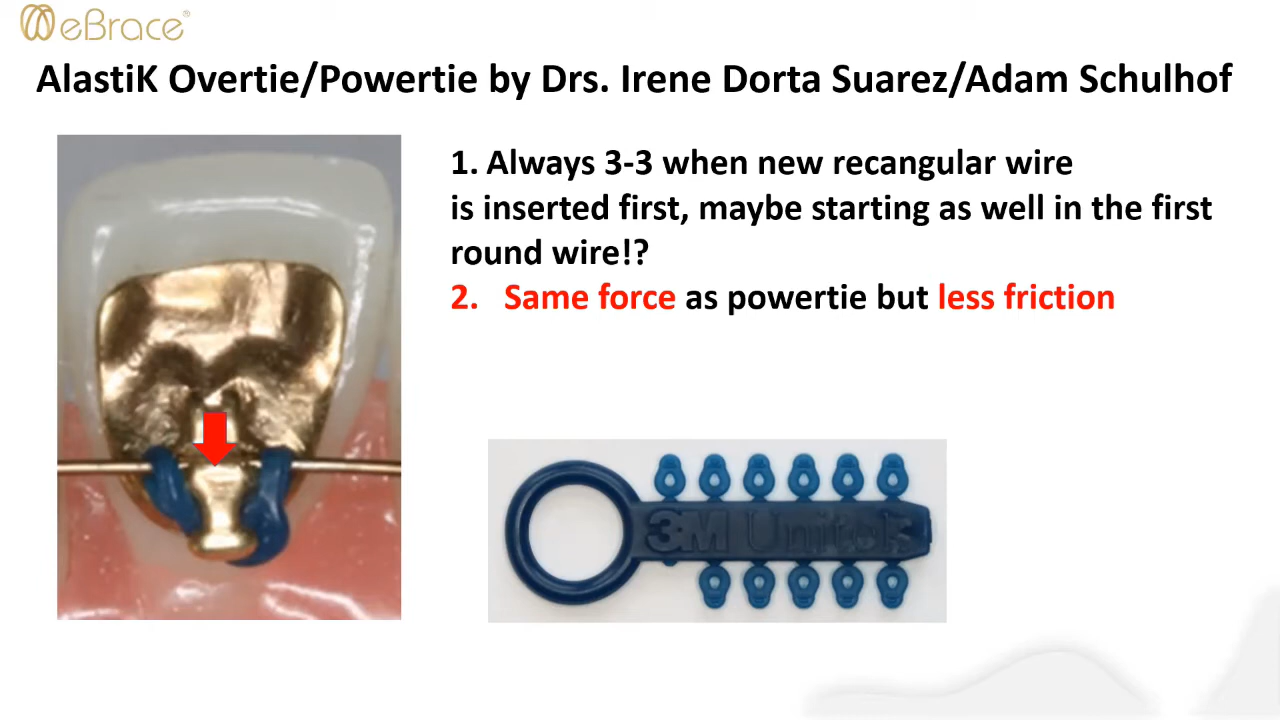 eBrace®
AlastiK Overtie/Powertie by Drs. Irene Dorta Suarez/Adam Schulhof
1. Always 3-3 when new recangular wire
is inserted first, maybe starting as well in the first
round wire!?
2. Same force as powertie but less friction
3M Unitek